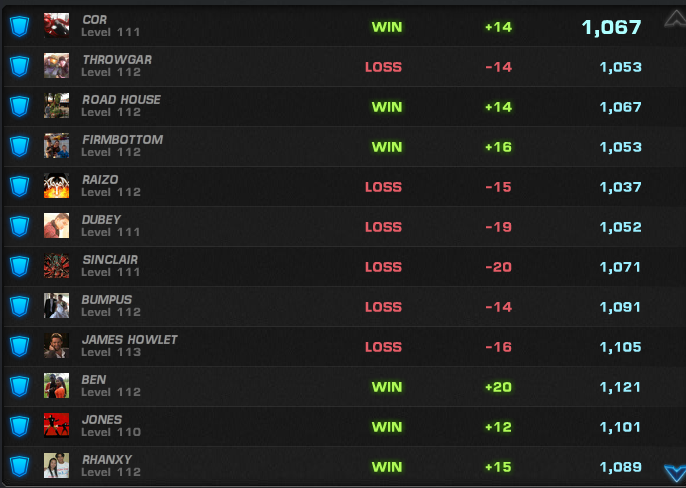 COR
Level 111
WIN +14 1,067
THROWGAR
Level 112
LOSS -14 1,053
ROAD HOUSE
Level 112
WIN +14 1,067
FIRMBOTTOM
Level 112
WIN +16 1,053
RAIZO
Level 112
LOSS -15 1,037
DUBEY
Level 111
LOSS -19 1,052
SINCLAIR
Level 111
LOSS -20 1,071
BUMPUS
Level 112
LOSS -14 1,091
JAMES HOWLET
Level 113
LOSS -16 1,105
BEN
Level 112
WIN +20 1,121
JONES
Level 110
WIN +12 1,101
RHANXY
Level 112
WIN +15 1,089